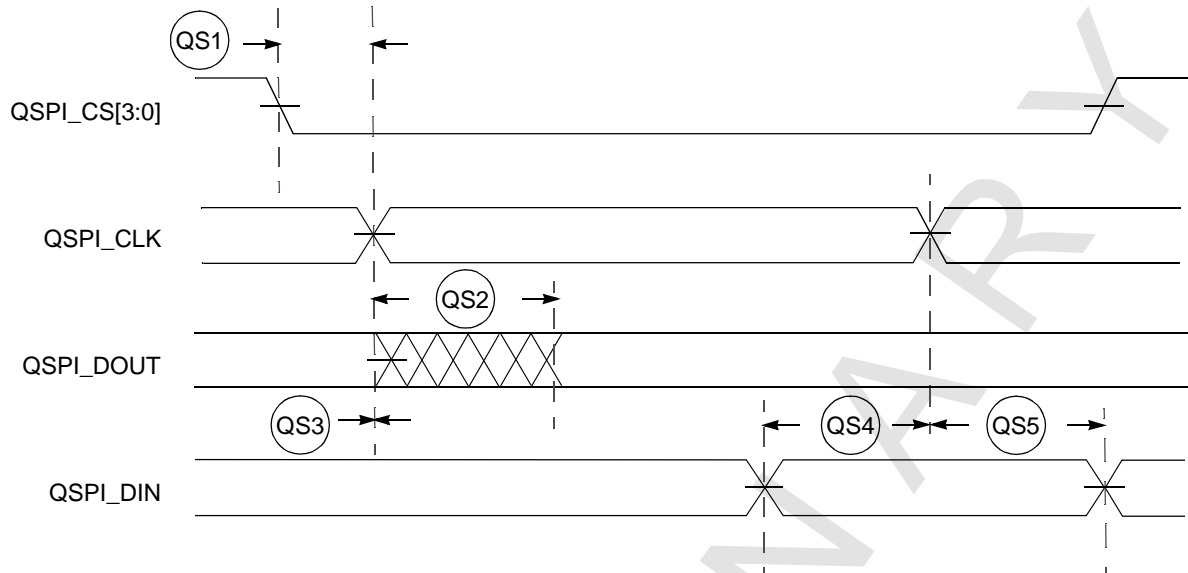 QS1
QSPI_CS[3:0]
QSPI_CLK
QS2
QSPI_DOUT
QS3
QS4
QS5
QSPI_DIN
N A R Y